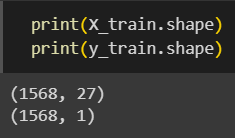 print(X_train.shape)
print(y_train.shape)
(1568, 27)
(1568, 1)